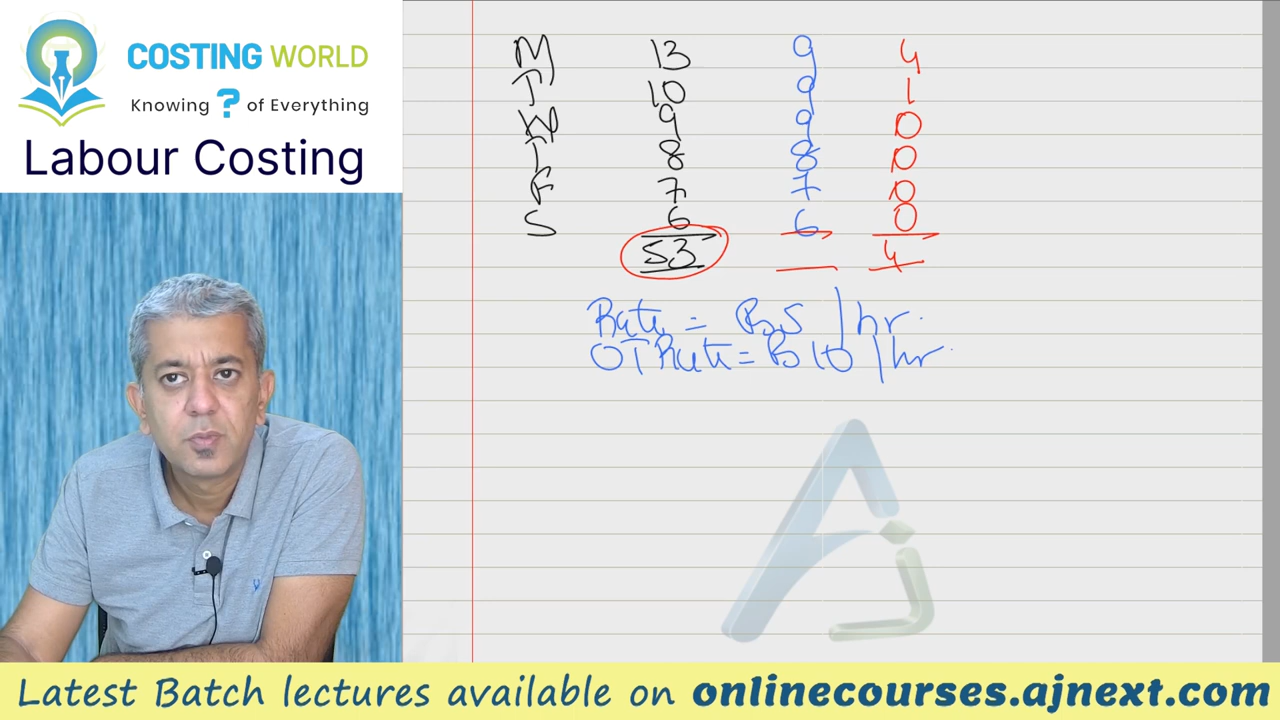 COSTING WORLD
Knowing ? of Everything
Labour Costing
M 13 9 4
T 10 9 1
W 9 9 0
T 8 8 0
F 7 7 0
S 6 6 0
53 4
Rate = Rs 5 /hr.
OT Rate = Rs 10 /hr.
Latest Batch lectures available on onlinecourses.ajnext.com